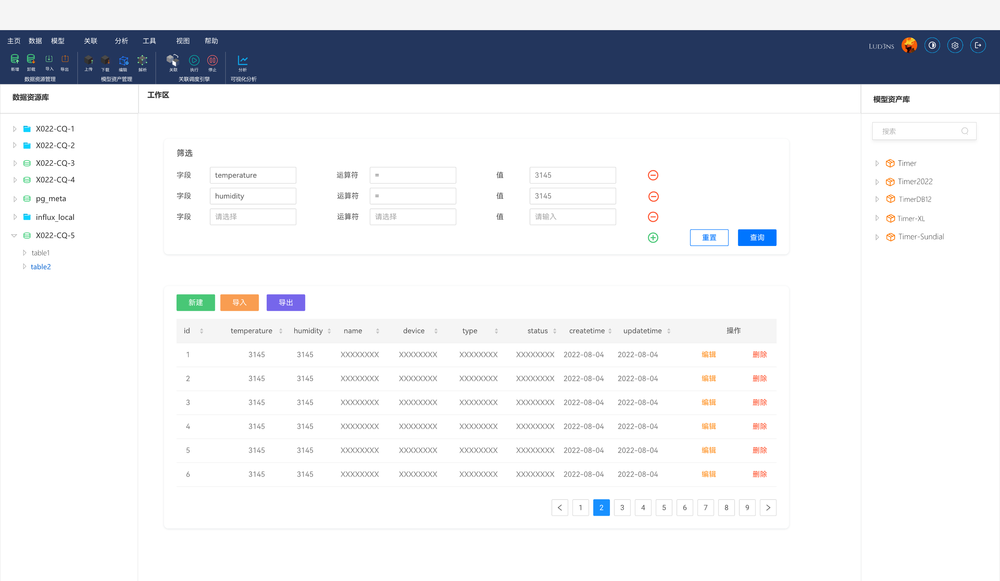 主页 数据 模型 关联 分析 工具 视图 帮助
Lud3ns
新增 卸载 导入 导出 上传 下载 编辑 解析 关联 执行 停止 分析
数据资源管理 模型资产管理 关联调度引擎 可视化分析
数据资源库
X022-CQ-1
X022-CQ-2
X022-CQ-3
X022-CQ-4
pg_meta
influx_local
X022-CQ-5
table1
table2
工作区
筛选
字段 temperature 运算符 = 值 3145
字段 humidity 运算符 = 值 3145
字段 请选择 运算符 请选择 值 请输入
重置 查询
新建 导入 导出
id temperature humidity name device type status createtime updatetime 操作
1 3145 3145 XXXXXXXX XXXXXXXX XXXXXXXX XXXXXXXX 2022-08-04 2022-08-04 编辑 删除
2 3145 3145 XXXXXXXX XXXXXXXX XXXXXXXX XXXXXXXX 2022-08-04 2022-08-04 编辑 删除
3 3145 3145 XXXXXXXX XXXXXXXX XXXXXXXX XXXXXXXX 2022-08-04 2022-08-04 编辑 删除
4 3145 3145 XXXXXXXX XXXXXXXX XXXXXXXX XXXXXXXX 2022-08-04 2022-08-04 编辑 删除
5 3145 3145 XXXXXXXX XXXXXXXX XXXXXXXX XXXXXXXX 2022-08-04 2022-08-04 编辑 删除
6 3145 3145 XXXXXXXX XXXXXXXX XXXXXXXX XXXXXXXX 2022-08-04 2022-08-04 编辑 删除
< 1 2 3 4 5 6 7 8 9 >
模型资产库
搜索
Timer
Timer2022
TimerDB12
Timer-XL
Timer-Sundial